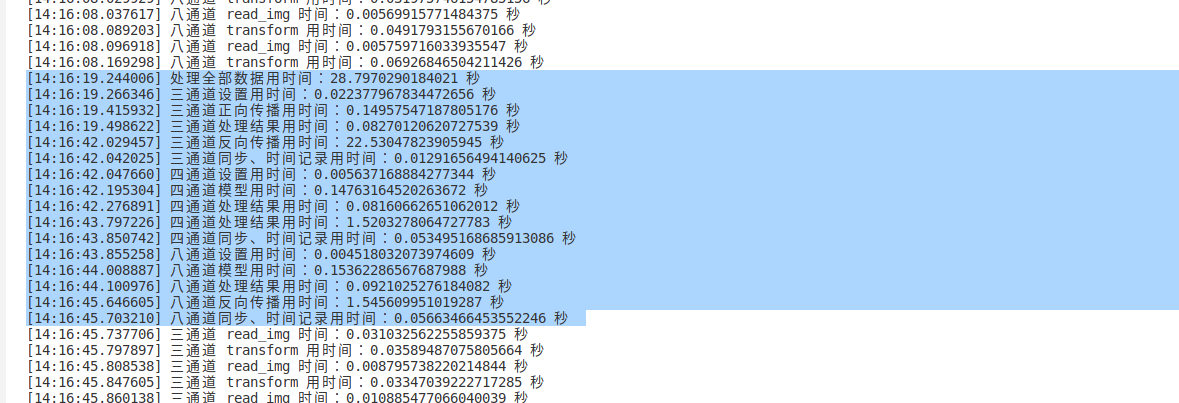 [14:16:08.037617] 八通道 read_img 时间：0.00569915771484375 秒
[14:16:08.089203] 八通道 transform 用时间：0.0491793155670166 秒
[14:16:08.096918] 八通道 read_img 时间：0.005759716033935547 秒
[14:16:08.169298] 八通道 transform 用时间：0.06926846504211426 秒
[14:16:19.244006] 处理全部数据用时间：28.7970290184021 秒
[14:16:19.266346] 三通道设置用时间：0.022377967834472656 秒
[14:16:19.415932] 三通道正向传播用时间：0.14957547187805176 秒
[14:16:19.498622] 三通道处理结果用时间：0.08270120620727539 秒
[14:16:42.029457] 三通道反向传播用时间：22.53047823905945 秒
[14:16:42.042025] 三通道同步、时间记录用时间：0.01291656494140625 秒
[14:16:42.047660] 四通道设置用时间：0.005637168884277344 秒
[14:16:42.195304] 四通道模型用时间：0.14763164520263672 秒
[14:16:42.276891] 四通道处理结果用时间：0.08160662651062012 秒
[14:16:43.797226] 四通道处理结果用时间：1.5203278064727783 秒
[14:16:43.850742] 四通道同步、时间记录用时间：0.053495168685913086 秒
[14:16:43.855258] 八通道设置用时间：0.004518032073974609 秒
[14:16:44.008887] 八通道模型用时间：0.15362286567687988 秒
[14:16:44.100976] 八通道处理结果用时间：0.0921025276184082 秒
[14:16:45.646605] 八通道反向传播用时间：1.545609951019287 秒
[14:16:45.703210] 八通道同步、时间记录用时间：0.05663466453552246 秒
[14:16:45.737706] 三通道 read_img 时间：0.031032562255859375 秒
[14:16:45.797897] 三通道 transform 用时间：0.03589487075805664 秒
[14:16:45.808538] 三通道 read_img 时间：0.008795738220214844 秒
[14:16:45.847605] 三通道 transform 用时间：0.03347039222717285 秒
[14:16:45.860138] 三通道 read_img 时间：0.010885477066040039 秒